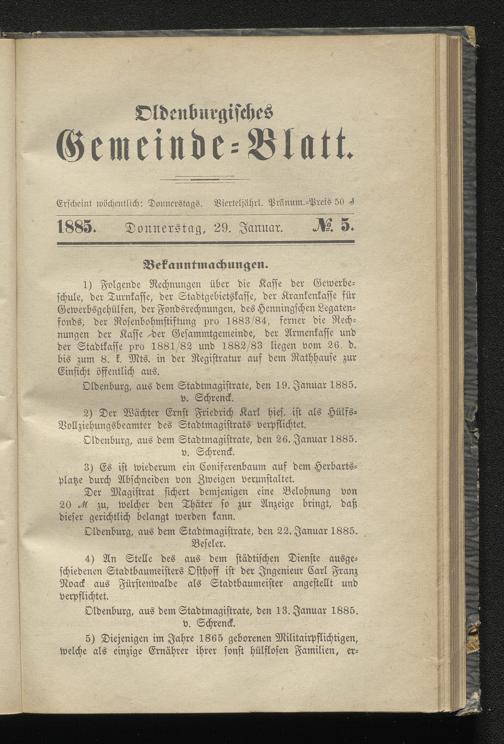 Oldenburgisches
Gemeinde-Blatt.
Erscheint wöchentlich: Donnerstags. Vierteljährl. Pränum.-Preis 50 ₰
1885. Donnerstag, 29. Januar. № 5.
Bekanntmachungen.
1) Folgende Rechnungen über die Kasse der Gewerbe-
schule, der Turnkasse, der Stadtgebietskasse, der Krankenkasse für
Gewerbsgehülfen, der Fondsrechnungen, des Henningschen Legaten-
fonds, der Rosenbohmstiftung pro 1883/84, ferner die Rech-
nungen der Kasse der Gesammtgemeinde, der Armenkasse und
der Stadtkasse pro 1881/82 und 1882/83 liegen vom 26. d.
bis zum 8. k. Mts. in der Registratur auf dem Rathhause zur
Einsicht öffentlich aus.
Oldenburg, aus dem Stadtmagistrate, den 19. Januar 1885.
v. Schrenck.
2) Der Wächter Ernst Friedrich Karl hies. ist als Hülfs-
Vollziehungsbeamter des Stadtmagistrats verpflichtet.
Oldenburg, aus dem Stadtmagistrate, den 26. Januar 1885.
v. Schrenck.
3) Es ist wiederum ein Coniferenbaum auf dem Herbarts-
platze durch Abschneiden von Zweigen verunstaltet.
Der Magistrat sichert demjenigen eine Belohnung von
20 ℳ zu, welcher den Thäter so zur Anzeige bringt, daß
dieser gerichtlich belangt werden kann.
Oldenburg, aus dem Stadtmagistrate, den 22. Januar 1885.
Beseler.
4) An Stelle des aus dem städtischen Dienste ausge-
schiedenen Stadtbaumeisters Osthoff ist der Ingenieur Carl Franz
Noack aus Fürstenwalde als Stadtbaumeister angestellt und
verpflichtet.
Oldenburg, aus dem Stadtmagistrate, den 13. Januar 1885.
v. Schrenck.
5) Diejenigen im Jahre 1865 geborenen Militairpflichtigen,
welche als einzige Ernährer ihrer sonst hülflosen Familien, er-